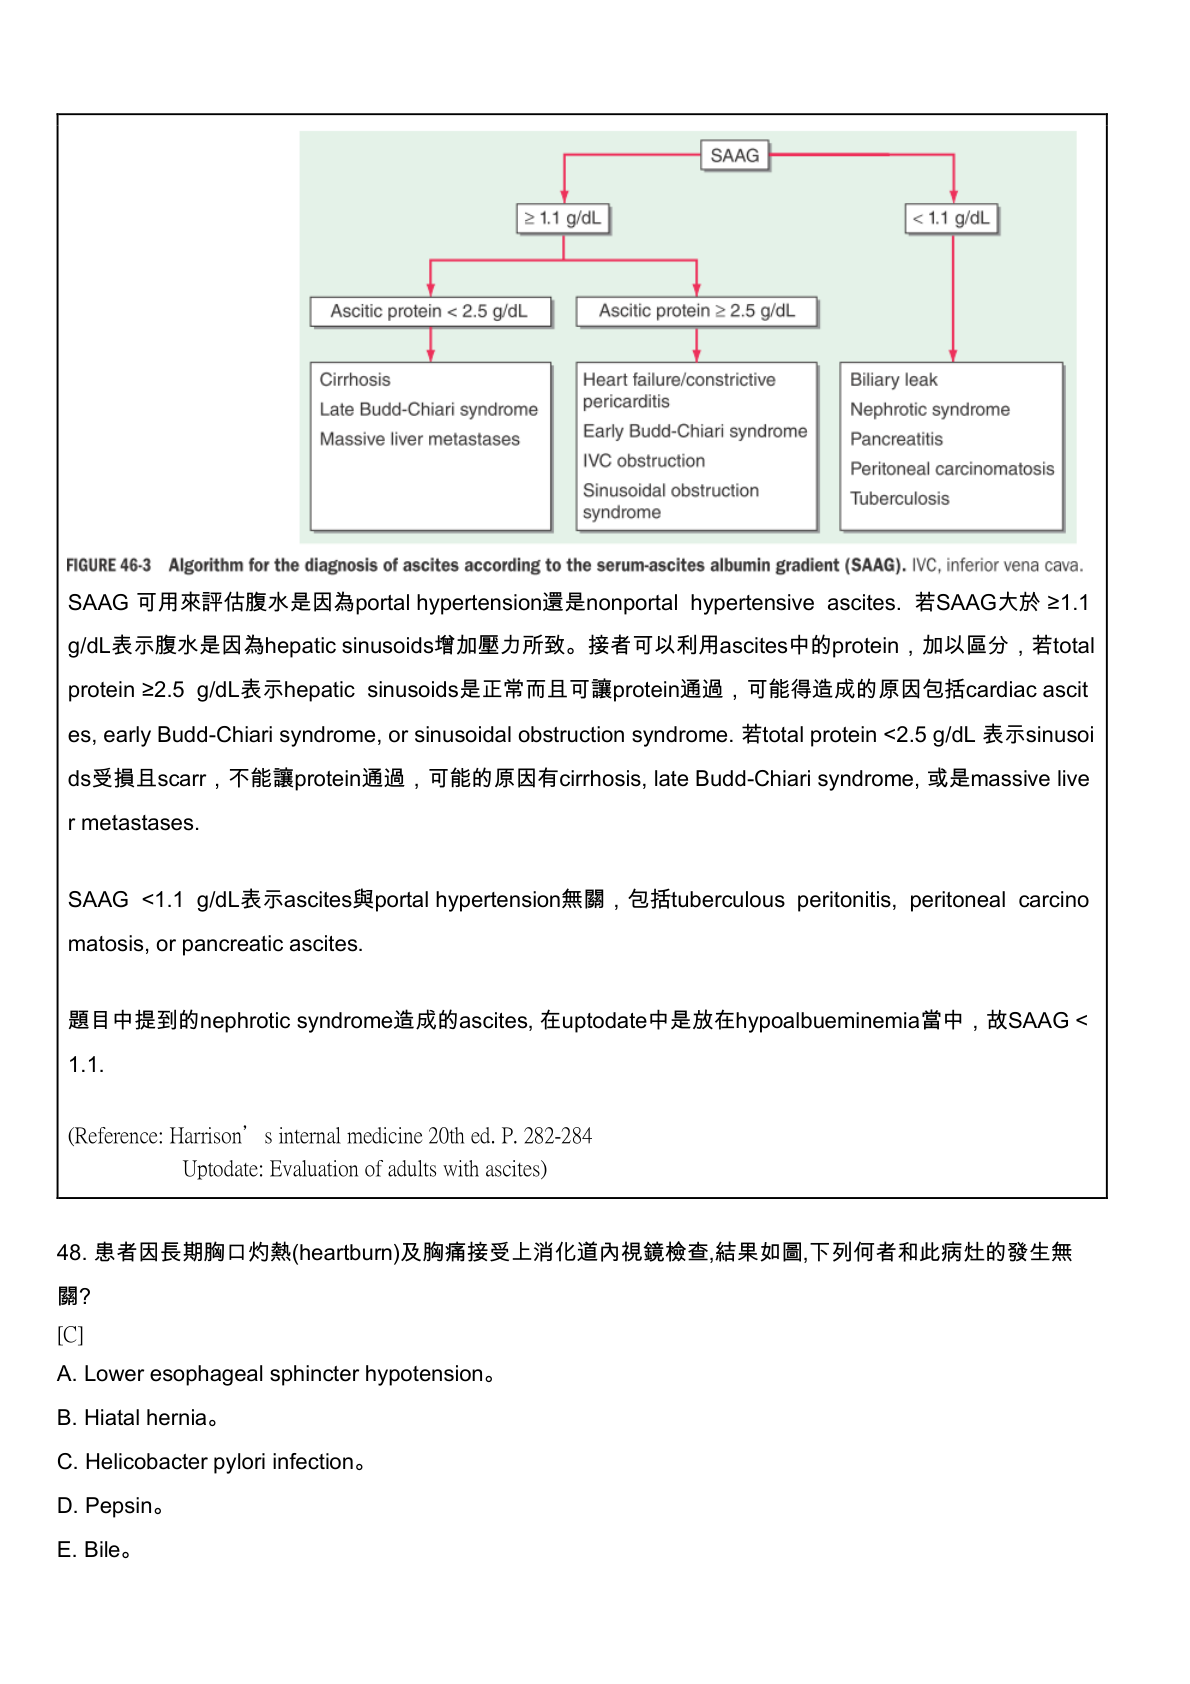 SAAG
≥ 1.1 g/dL
< 1.1 g/dL
Ascitic protein < 2.5 g/dL
Ascitic protein ≥ 2.5 g/dL
Cirrhosis
Late Budd-Chiari syndrome
Massive liver metastases
Heart failure/constrictive
pericarditis
Early Budd-Chiari syndrome
IVC obstruction
Sinusoidal obstruction
syndrome
Biliary leak
Nephrotic syndrome
Pancreatitis
Peritoneal carcinomatosis
Tuberculosis
FIGURE 46-3 Algorithm for the diagnosis of ascites according to the serum-ascites albumin gradient (SAAG). IVC, inferior vena cava.
SAAG 可用來評估腹水是因為portal hypertension還是nonportal hypertensive ascites. 若SAAG大於 ≥1.1
g/dL表示腹水是因為hepatic sinusoids增加壓力所致。接者可以利用ascites中的protein，加以區分，若total
protein ≥2.5 g/dL表示hepatic sinusoids是正常而且可讓protein通過，可能得造成的原因包括cardiac ascit
es, early Budd-Chiari syndrome, or sinusoidal obstruction syndrome. 若total protein <2.5 g/dL 表示sinusoi
ds受損且scarr，不能讓protein通過，可能的原因有cirrhosis, late Budd-Chiari syndrome, 或是massive live
r metastases.
SAAG <1.1 g/dL表示ascites與portal hypertension無關，包括tuberculous peritonitis, peritoneal carcino
matosis, or pancreatic ascites.
題目中提到的nephrotic syndrome造成的ascites, 在uptodate中是放在hypoalbueminemia當中，故SAAG <
1.1.
(Reference: Harrison’s internal medicine 20th ed. P. 282-284
Uptodate: Evaluation of adults with ascites)
48. 患者因長期胸口灼熱(heartburn)及胸痛接受上消化道內視鏡檢查,結果如圖,下列何者和此病灶的發生無
關?
[C]
A. Lower esophageal sphincter hypotension。
B. Hiatal hernia。
C. Helicobacter pylori infection。
D. Pepsin。
E. Bile。